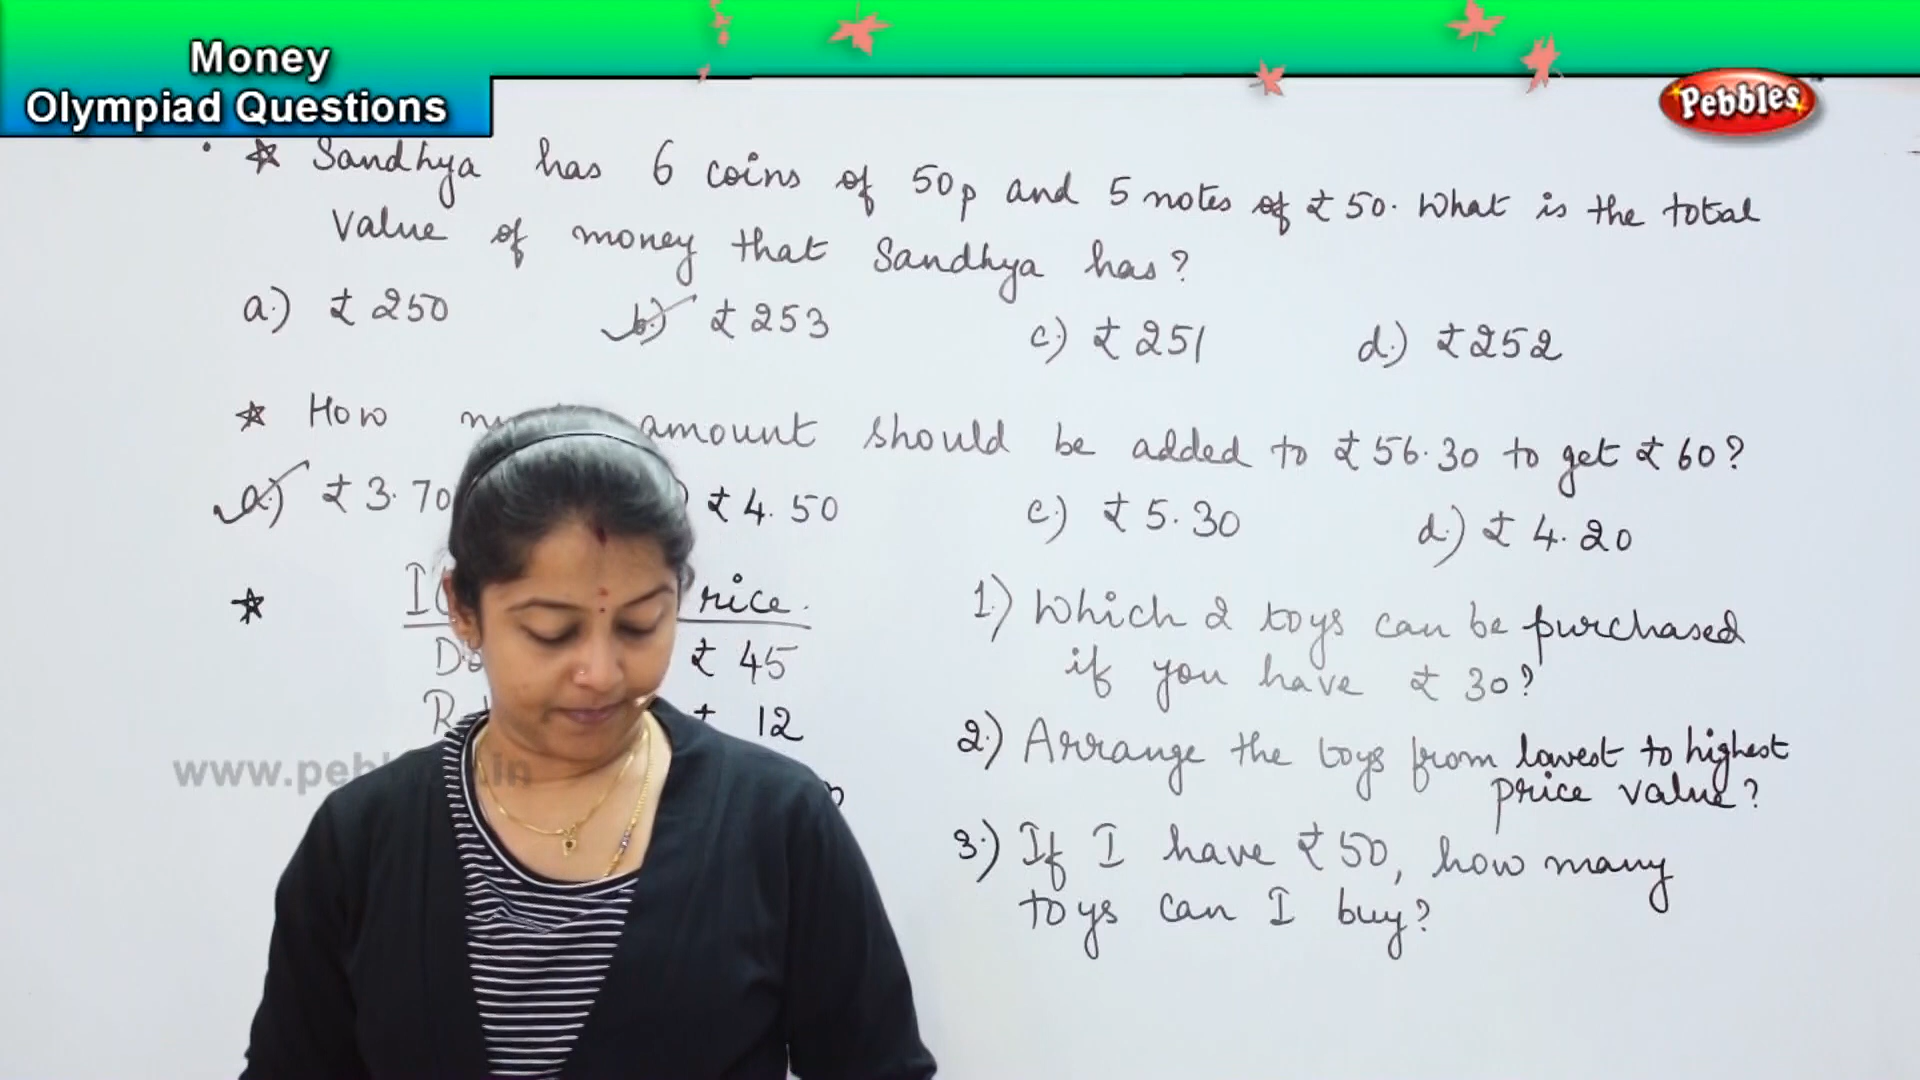 Money
Olympiad Questions
Pebbles
☆ Sandhya has 6 coins of 50p and 5 notes of ₹ 50. What is the total
value of money that Sandhya has?
a.) ₹ 250 b.) ₹ 253 c.) ₹ 251 d.) ₹ 252
☆ How amount should be added to ₹ 56.30 to get ₹ 60?
a.) ₹ 3.70 ₹ 4.50 c.) ₹ 5.30 d.) ₹ 4.20
☆
₹ 45
12
1.) Which 2 toys can be purchased
if you have ₹ 30?
2.) Arrange the toys from lowest to highest
price value?
3.) If I have ₹ 50, how many
toys can I buy?